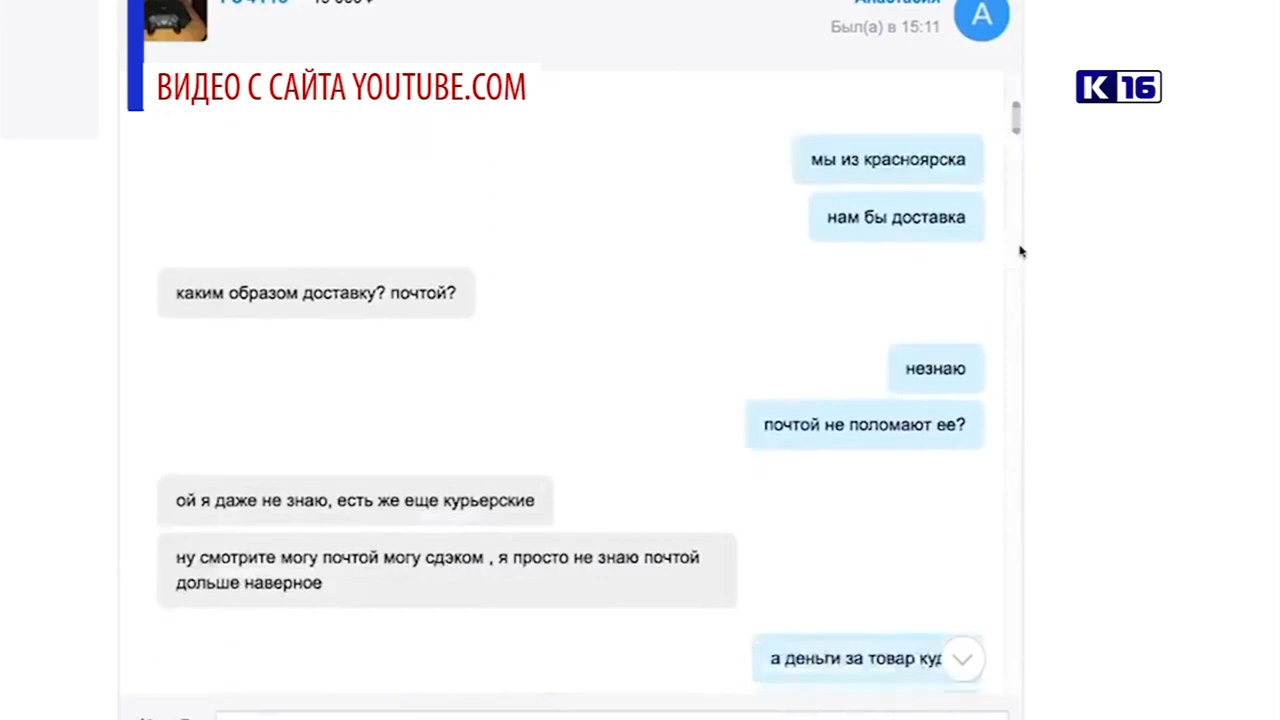 Был(а) в 15:11
А
ВИДЕО С САЙТА YOUTUBE.COM
К 16
мы из красноярска
нам бы доставка
каким образом доставку? почтой?
незнаю
почтой не поломают ее?
ой я даже не знаю, есть же еще курьерские
ну смотрите могу почтой могу сдэком , я просто не знаю почтой
дольше наверное
а деньги за товар